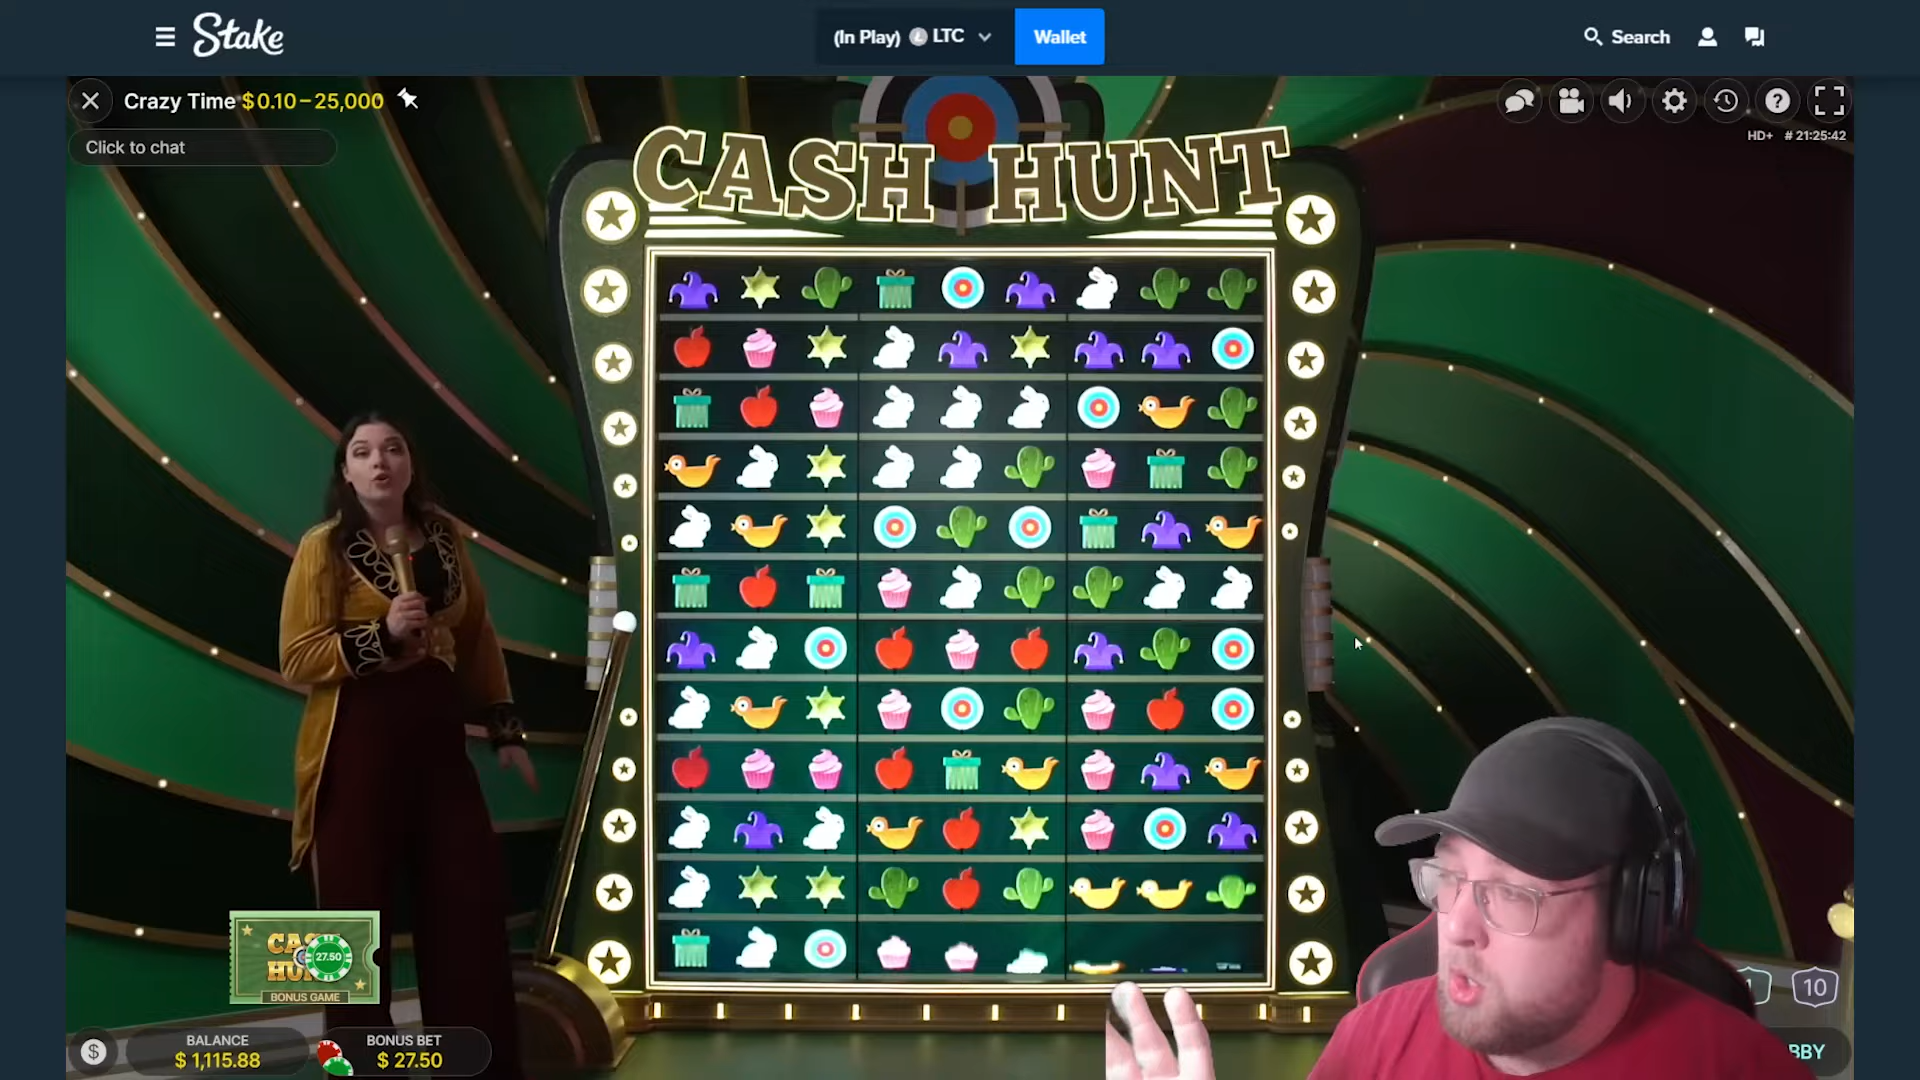 Stake
(In Play) LTC
Wallet
Search
Crazy Time $0.10–25,000
Click to chat
HD+ # 21:25:42
CASH HUNT
27.50
BONUS GAME
10
BALANCE
$ 1,115.88
BONUS BET
$ 27.50